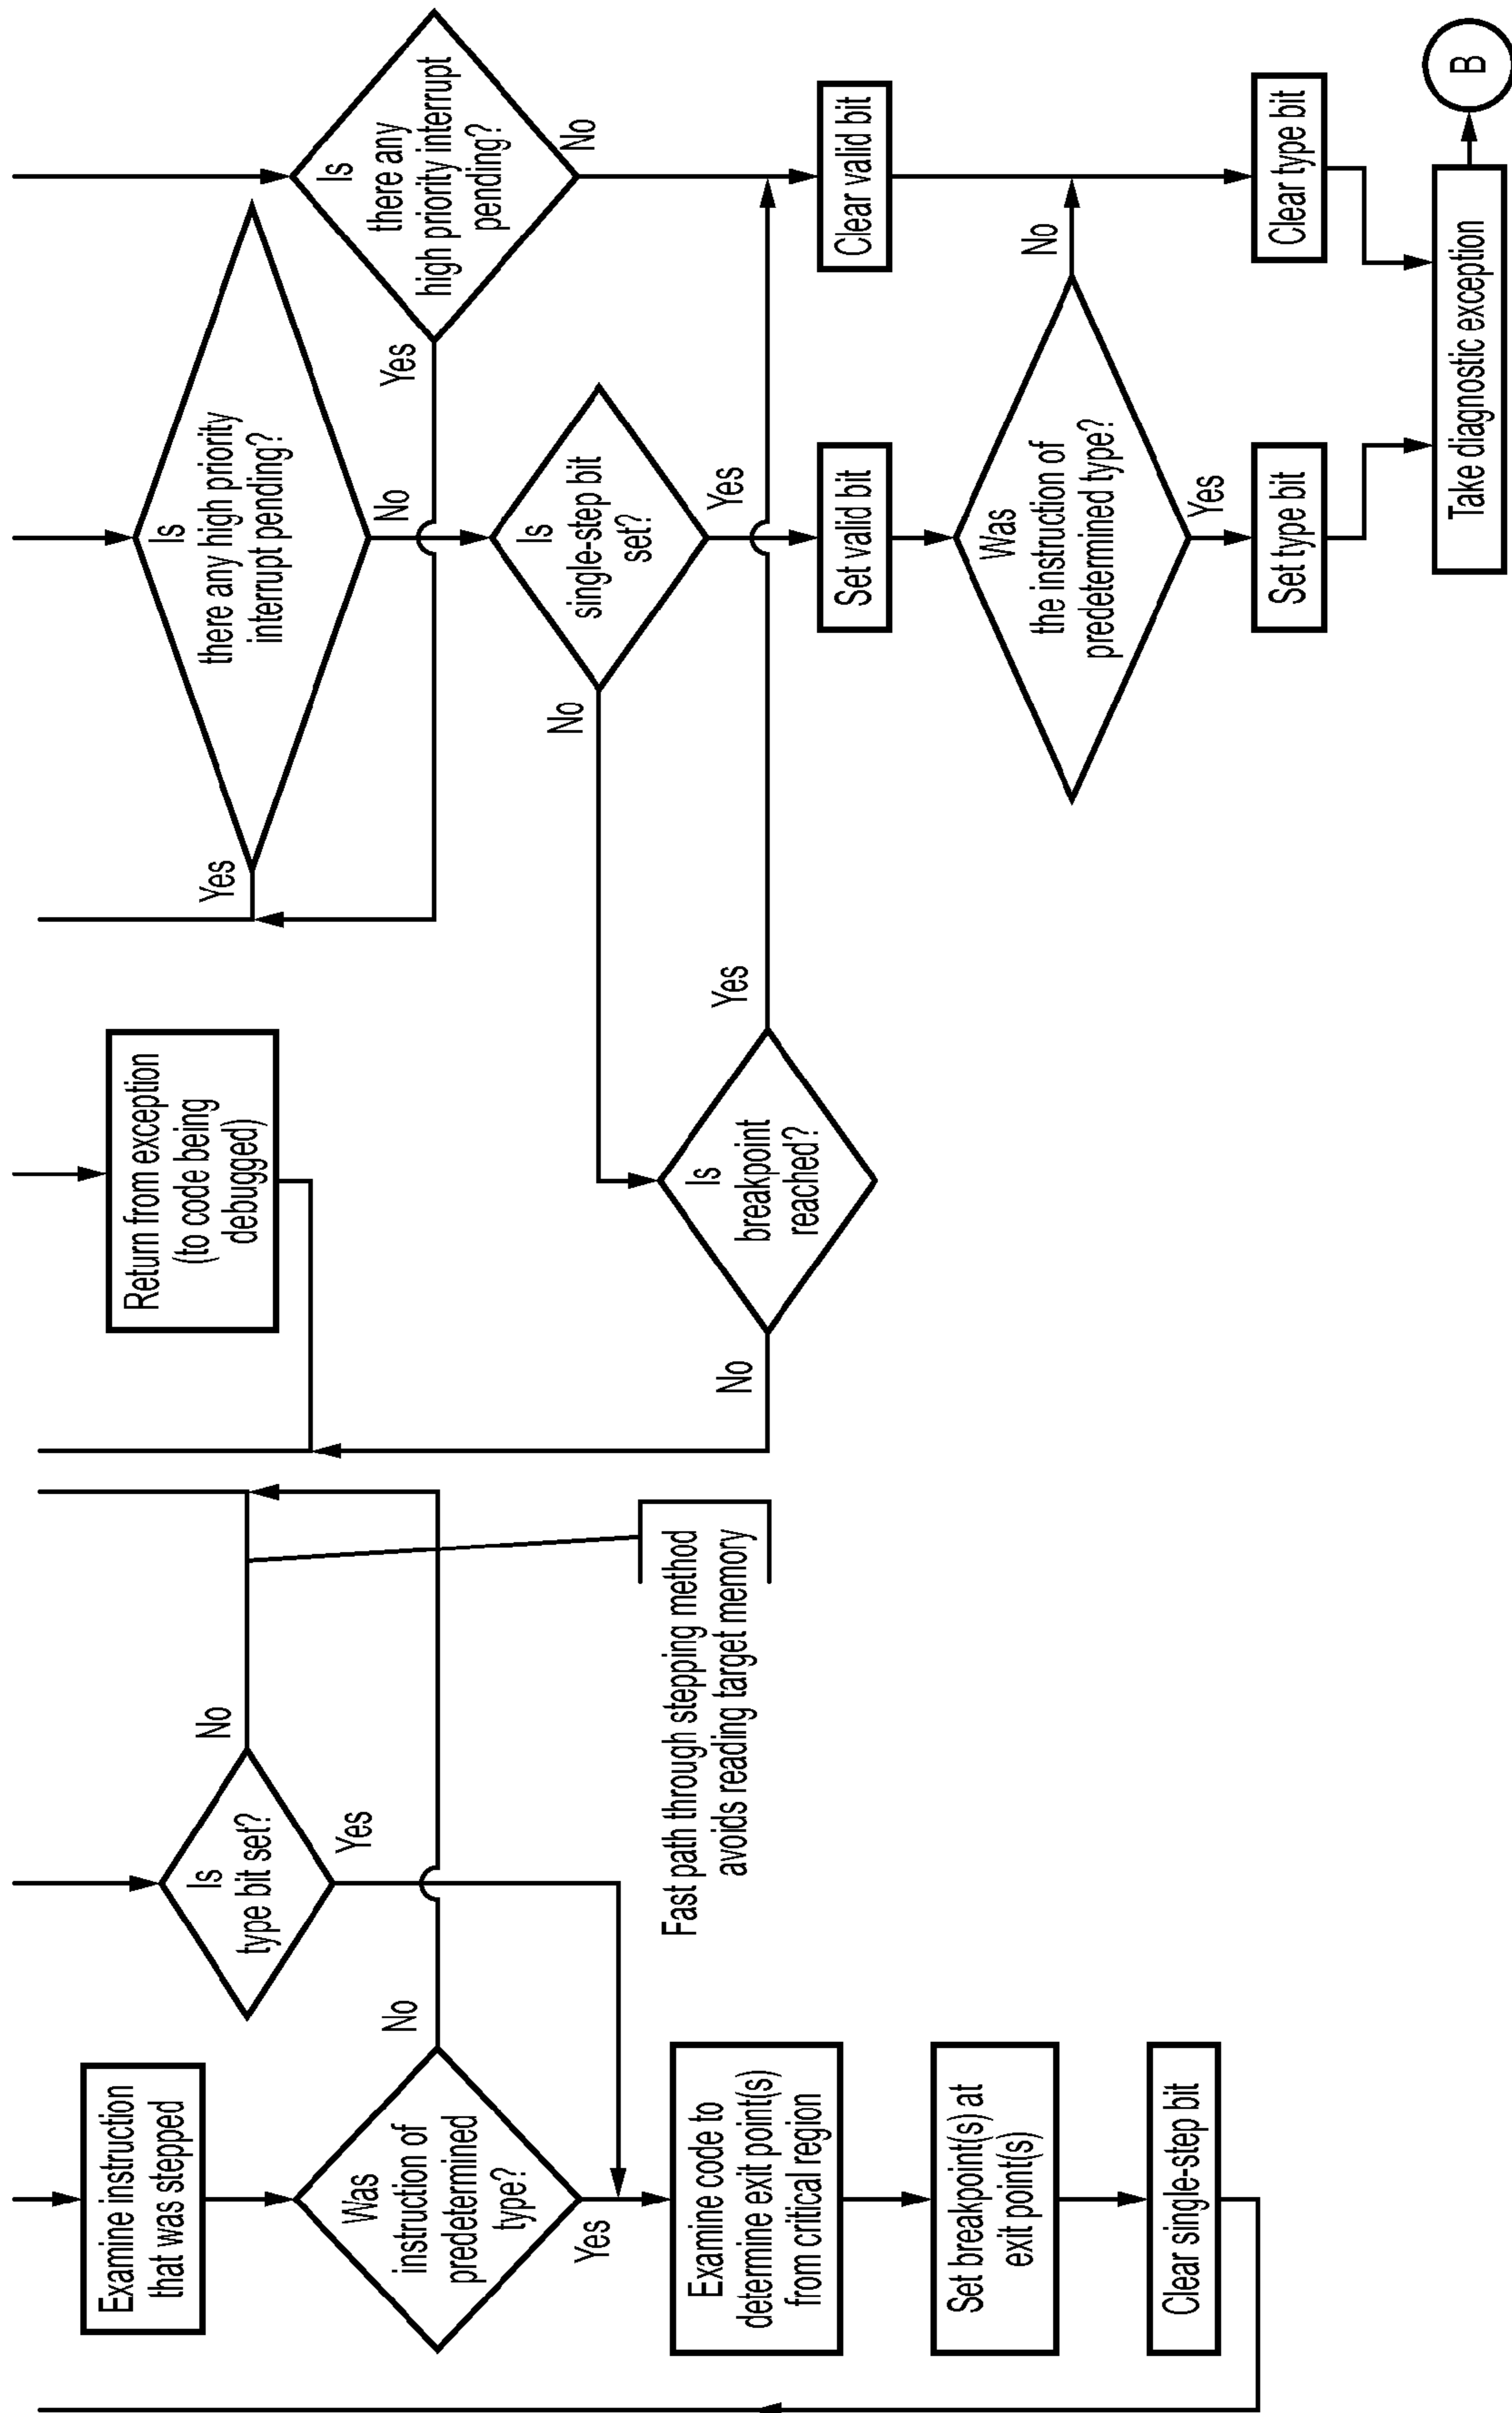 Examine instruction
that was stepped
Was
instruction of
predetermined
type?
No
Yes
Examine code to
determine exit point(s)
from critical region
Set breakpoint(s) at
exit point(s)
Clear single-step bit
Is
type bit set?
No
Yes
Fast path through stepping method
avoids reading target memory
Return from exception
(to code being
debugged)
Is
breakpoint
reached?
No
Yes
Is
there any high priority
interrupt pending?
Yes
No
Is
single-step bit
set?
No
Yes
Set valid bit
Was
the instruction of
predetermined type?
No
Yes
Set type bit
Is
there any
high priority interrupt
pending?
Yes
No
Clear valid bit
Clear type bit
Take diagnostic exception
B